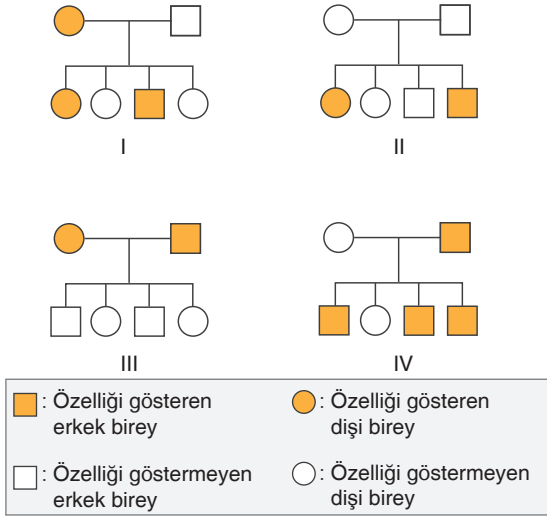 I
II
III
IV
: Özelliği gösteren
erkek birey
: Özelliği gösteren
dişi birey
: Özelliği göstermeyen
erkek birey
: Özelliği göstermeyen
dişi birey